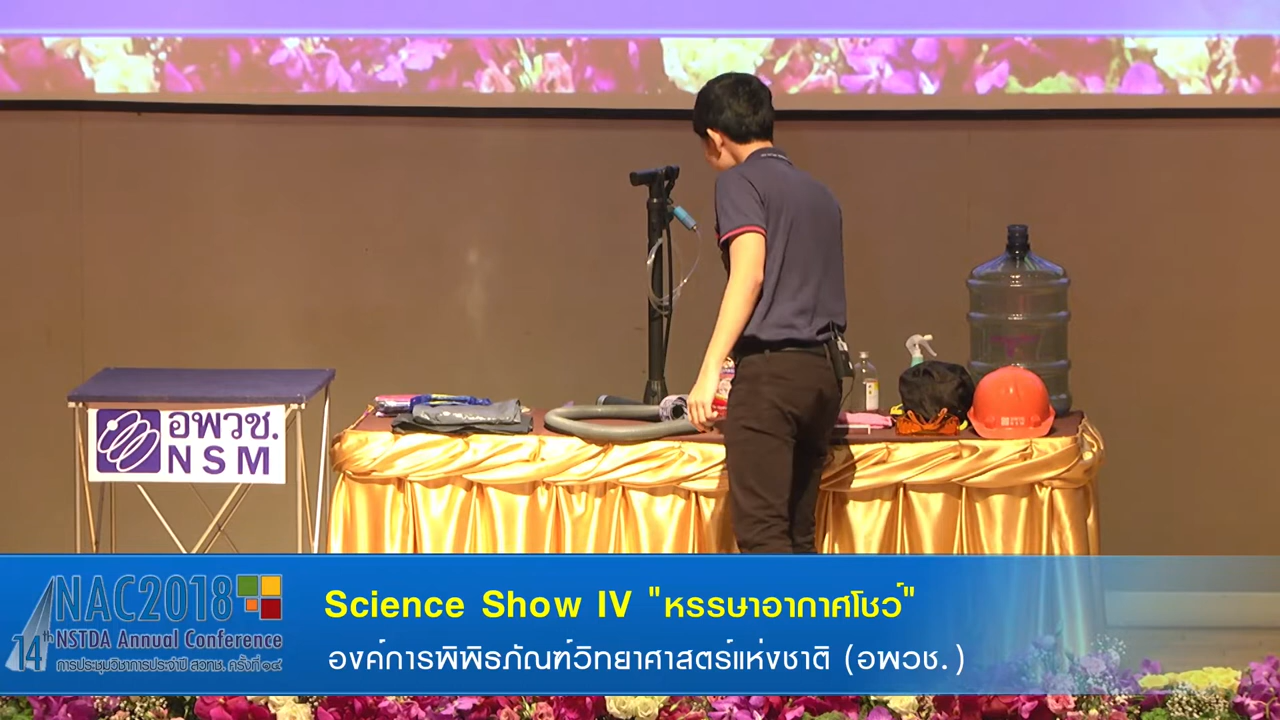 อพวช.
NSM
NAC2018
14th NSTDA Annual Conference
การประชุมวิชาการประจำปี สวทช. ครั้งที่ ๑๔
Science Show IV "หรรษาอากาศโชว์"
องค์การพิพิธภัณฑ์วิทยาศาสตร์แห่งชาติ (อพวช.)